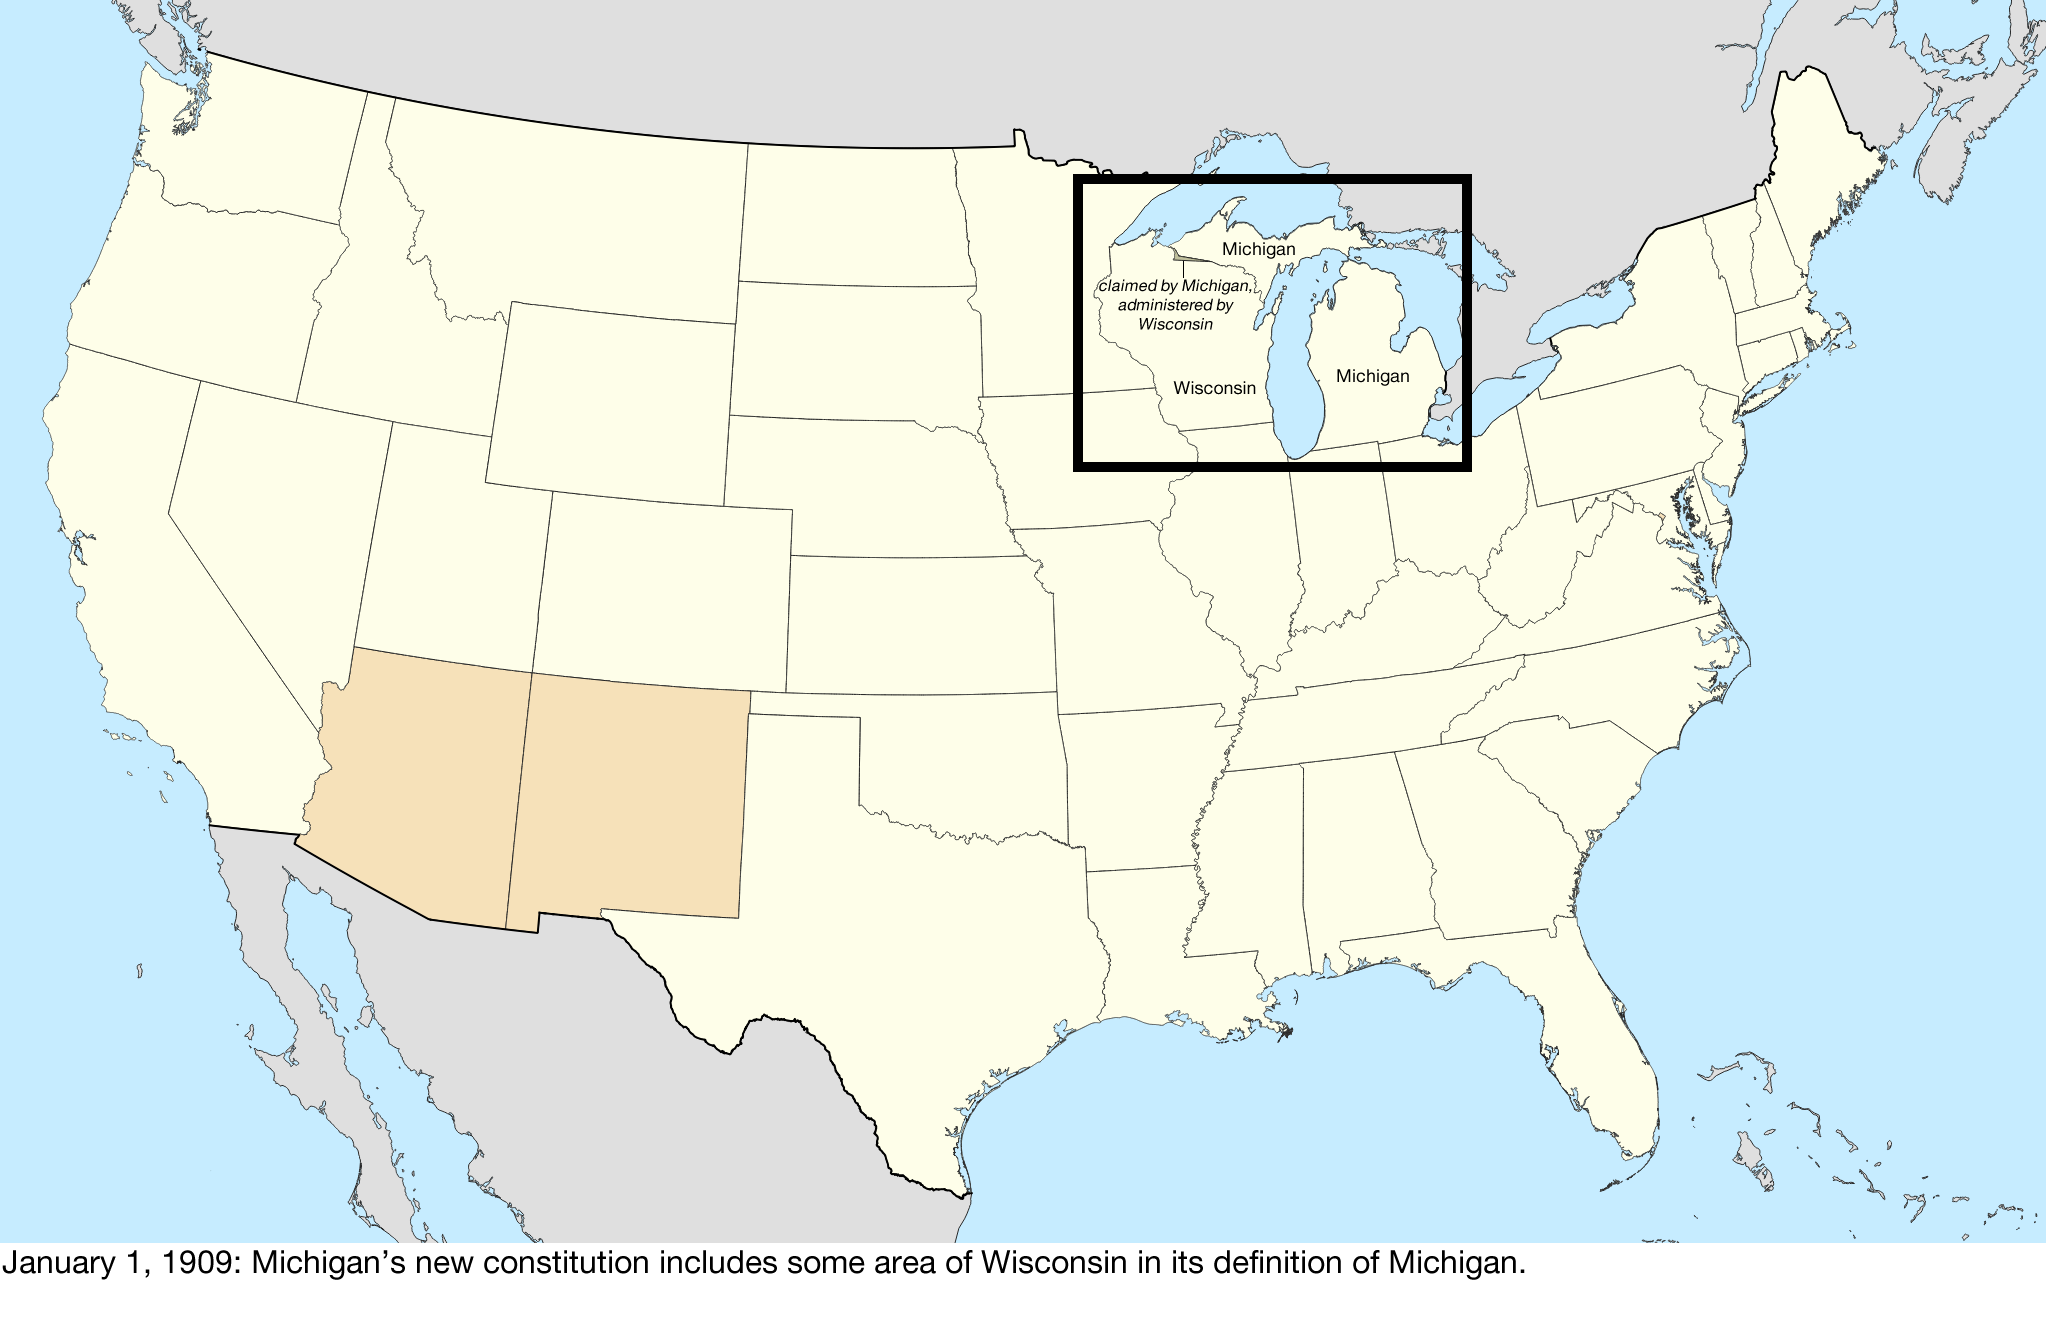 Michigan
claimed by Michigan,
administered by
Wisconsin
Michigan
Wisconsin
January 1, 1909: Michigan’s new constitution includes some area of Wisconsin in its definition of Michigan.